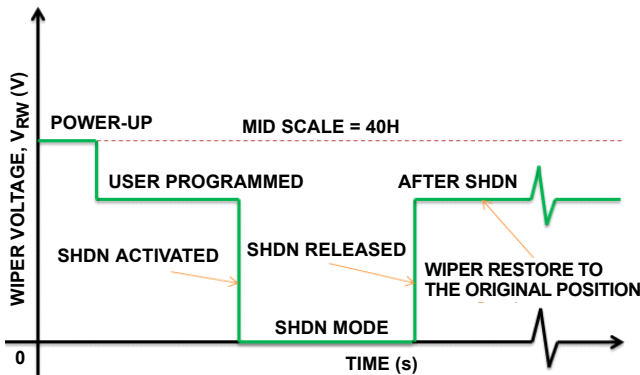 WIPER VOLTAGE, VRW (V)
POWER-UP
MID SCALE = 40H
USER PROGRAMMED
AFTER SHDN
SHDN ACTIVATED
SHDN RELEASED
WIPER RESTORE TO
THE ORIGINAL POSITION
SHDN MODE
0
TIME (s)